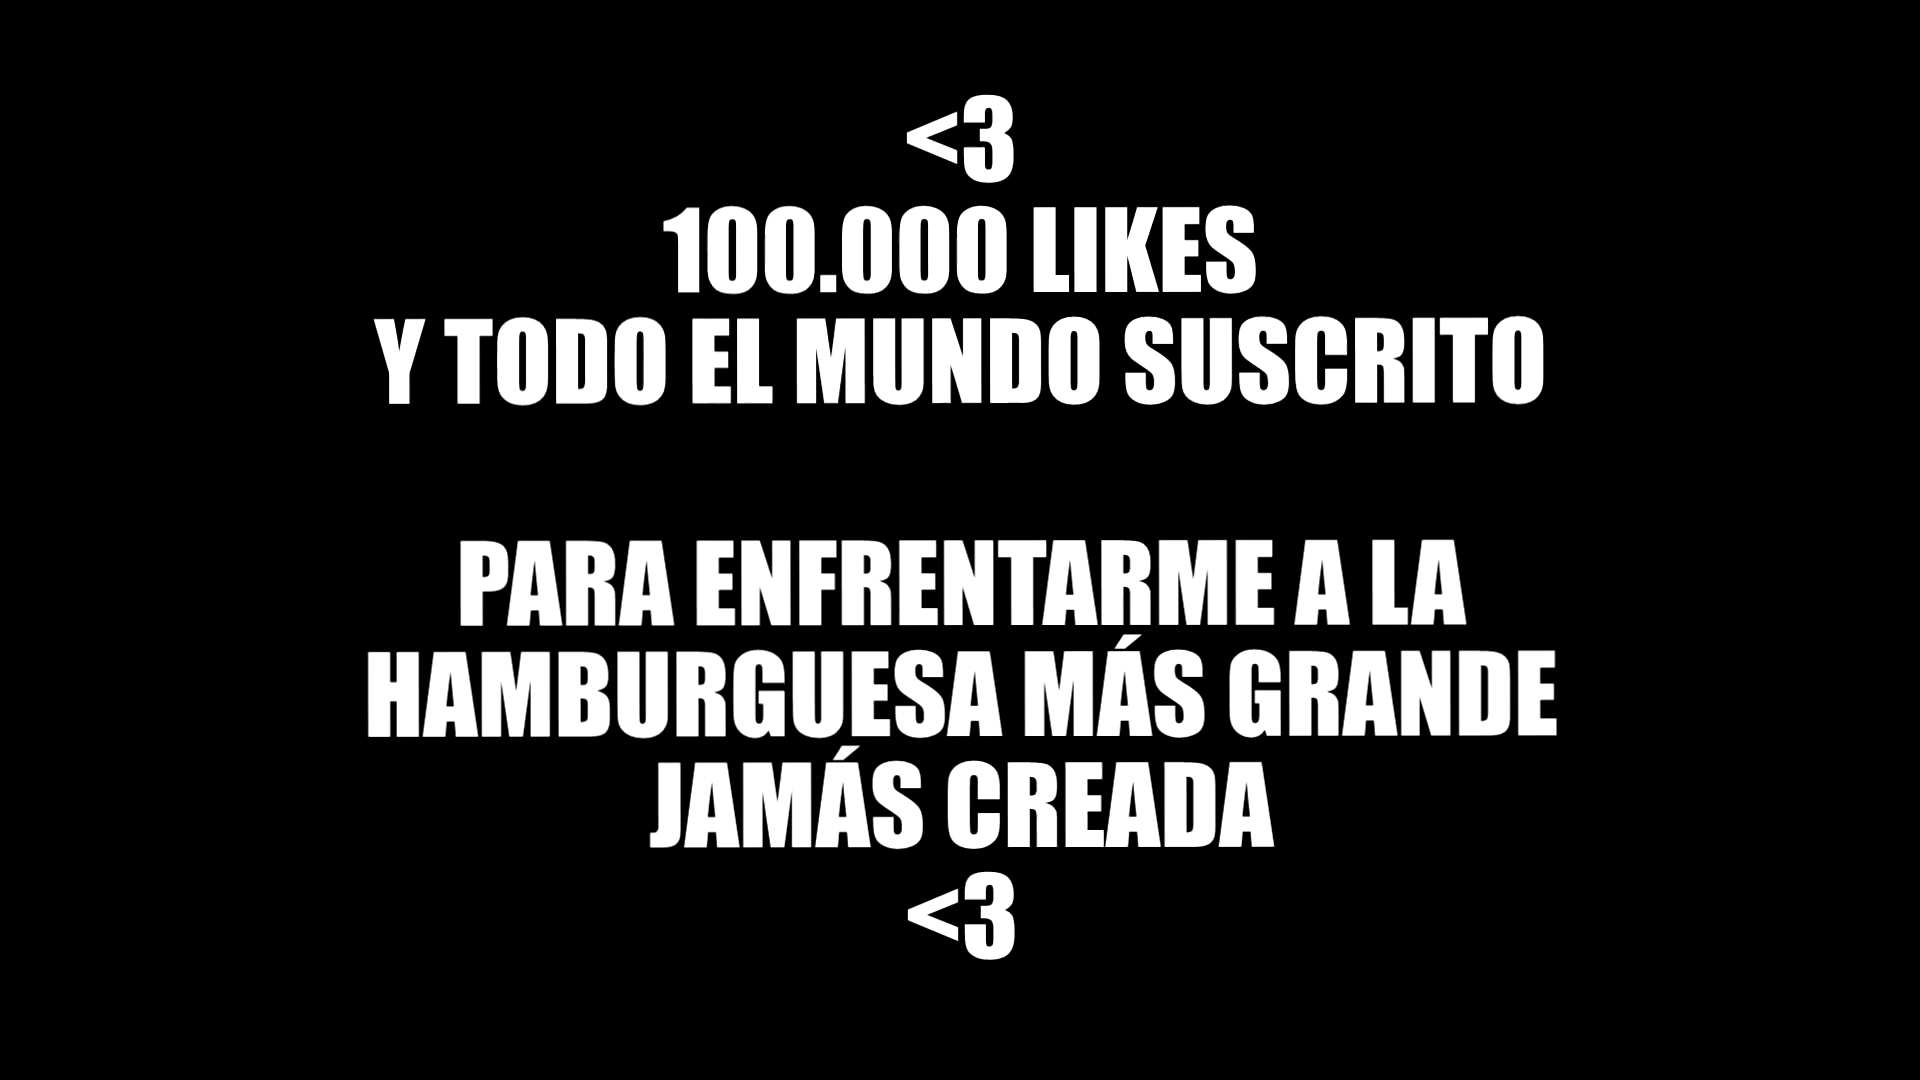 <3
100.000 LIKES
Y TODO EL MUNDO SUSCRITO
PARA ENFRENTARME A LA
HAMBURGUESA MÁS GRANDE
JAMÁS CREADA
<3